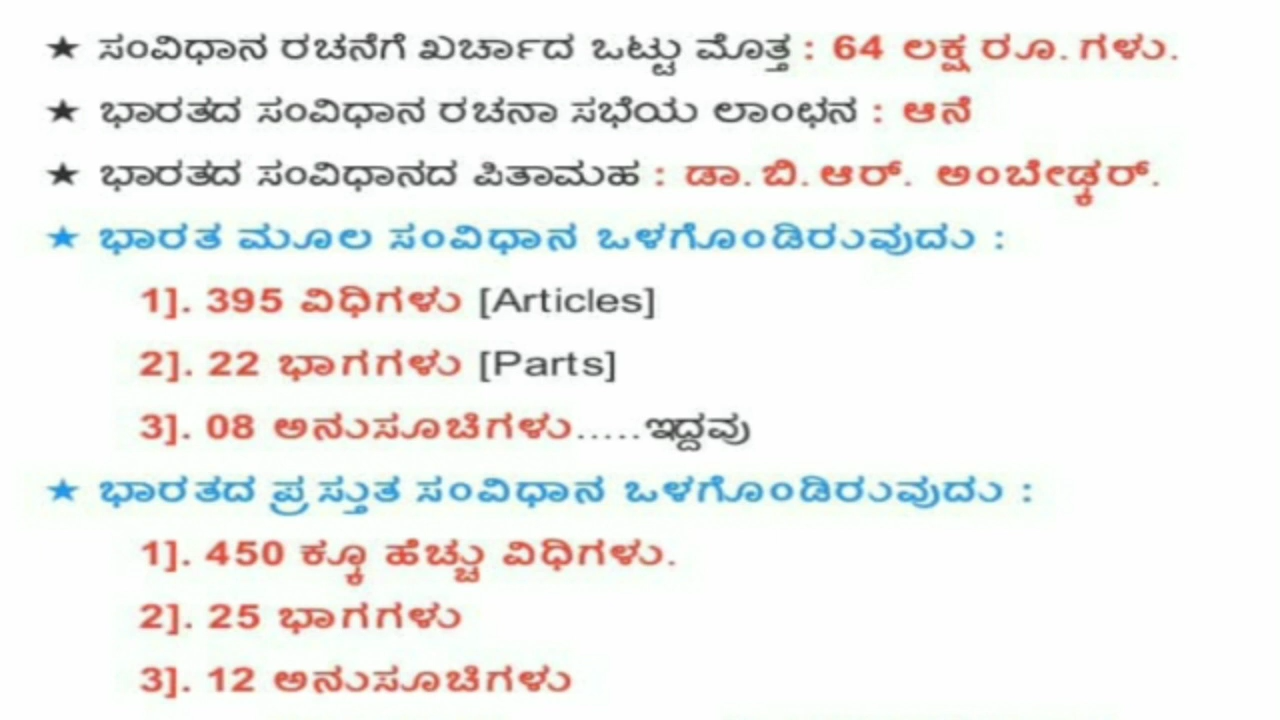 ★ ಸಂವಿಧಾನ ರಚನೆಗೆ ಖರ್ಚಾದ ಒಟ್ಟು ಮೊತ್ತ : 64 ಲಕ್ಷ ರೂ. ಗಳು.
★ ಭಾರತದ ಸಂವಿಧಾನ ರಚನಾ ಸಭೆಯ ಲಾಂಛನ : ಆನೆ
★ ಭಾರತದ ಸಂವಿಧಾನದ ಪಿತಾಮಹ : ಡಾ. ಬಿ. ಆರ್. ಅಂಬೇಡ್ಕರ್.
★ ಭಾರತ ಮೂಲ ಸಂವಿಧಾನ ಒಳಗೊಂಡಿರುವುದು :
1]. 395 ವಿಧಿಗಳು [Articles]
2]. 22 ಭಾಗಗಳು [Parts]
3]. 08 ಅನುಸೂಚಿಗಳು.....ಇದ್ದವು
★ ಭಾರತದ ಪ್ರಸ್ತುತ ಸಂವಿಧಾನ ಒಳಗೊಂಡಿರುವುದು :
1]. 450 ಕ್ಕೂ ಹೆಚ್ಚು ವಿಧಿಗಳು.
2]. 25 ಭಾಗಗಳು
3]. 12 ಅನುಸೂಚಿಗಳು